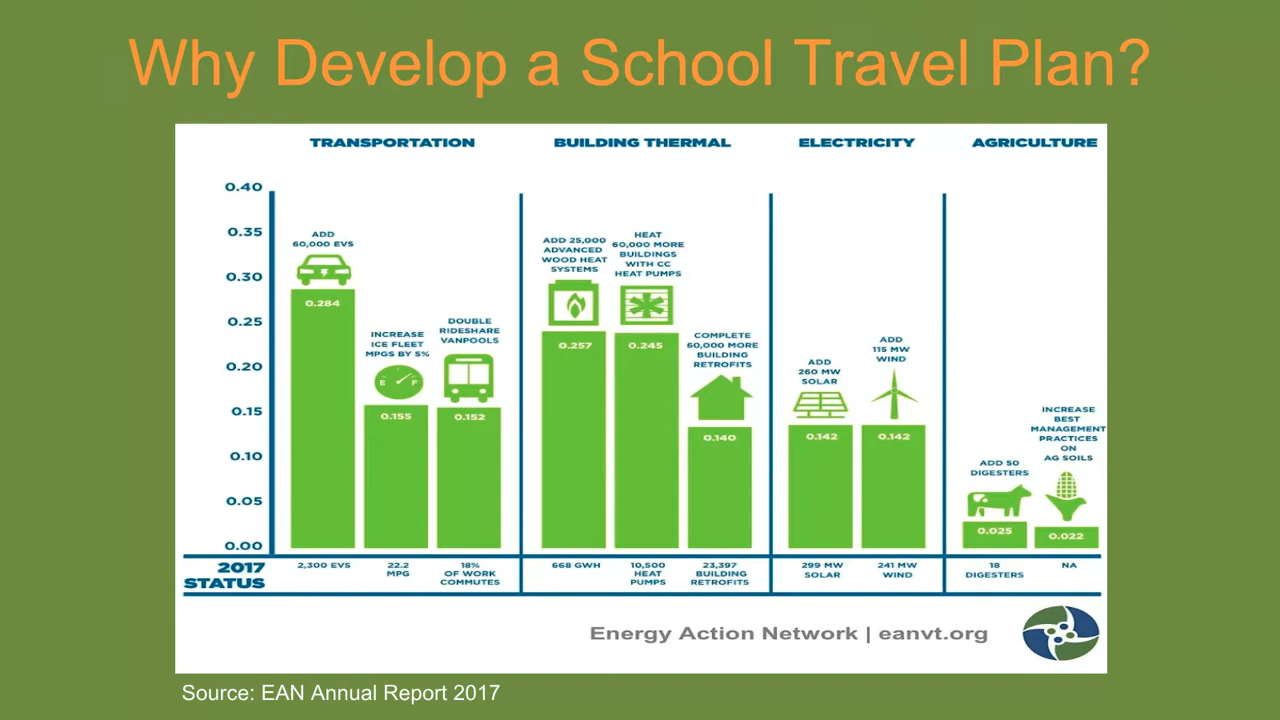 Why Develop a School Travel Plan?
TRANSPORTATION
BUILDING THERMAL
ELECTRICITY
AGRICULTURE
0.40
0.35
0.30
0.25
0.20
0.15
0.10
0.05
0.00
ADD
60,000 EVS
0.284
INCREASE
ICE FLEET
MPGS BY 5%
E F
0.155
DOUBLE
RIDESHARE
VANPOOLS
0.152
ADD 25,000
ADVANCED
WOOD HEAT
SYSTEMS
0.257
HEAT
60,000 MORE
BUILDINGS
WITH CC
HEAT PUMPS
0.245
COMPLETE
60,000 MORE
BUILDING
RETROFITS
0.140
ADD
260 MW
SOLAR
0.142
ADD
115 MW
WIND
0.142
ADD 50
DIGESTERS
0.025
INCREASE
BEST
MANAGEMENT
PRACTICES
ON
AG SOILS
0.022
2017
STATUS
2,300 EVS
22.2
MPG
18%
OF WORK
COMMUTES
668 GWH
10,500
HEAT
PUMPS
23,397
BUILDING
RETROFITS
299 MW
SOLAR
241 MW
WIND
18
DIGESTERS
NA
Energy Action Network | eanvt.org
Source: EAN Annual Report 2017